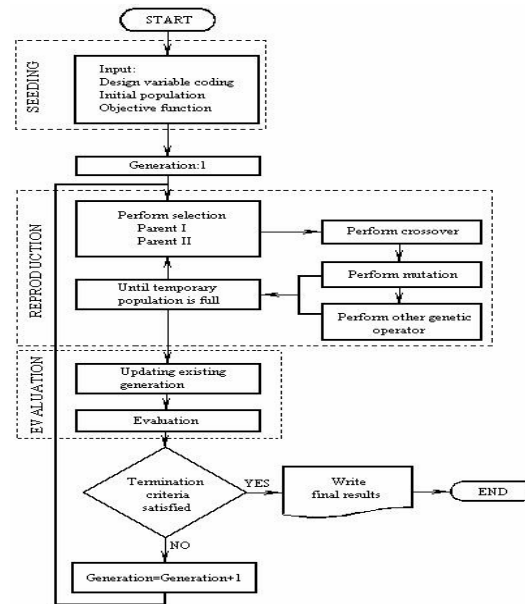 START
SEEDING
Input:
Design variable coding
Initial population
Objective function
Generation:1
REPRODUCTION
Perform selection
Parent I
Parent II
Perform crossover
Perform mutation
Perform other genetic
operator
Until temporary
population is full
EVALUATION
Updating existing
generation
Evaluation
Termination
criteria
satisfied
YES
Write
final results
END
NO
Generation=Generation+1